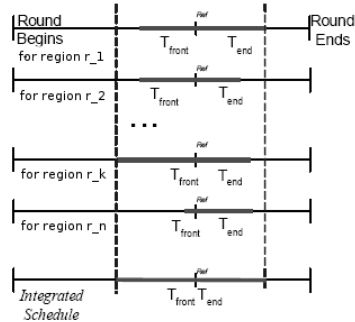 Round Begins
Ref
Round Ends
T_front T_end
for region r_1
Ref
T_front T_end
for region r_2
...
Ref
T_front T_end
for region r_k
Ref
T_front T_end
for region r_n
Ref
T_front T_end
Integrated Schedule